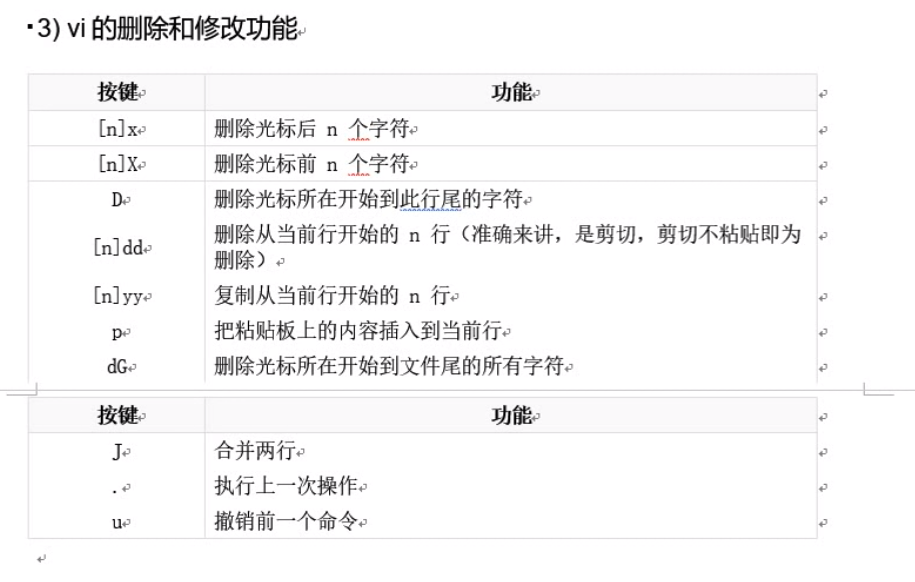 ▪3) vi 的删除和修改功能
按键 功能
[n]x 删除光标后 n 个字符
[n]X 删除光标前 n 个字符
D 删除光标所在开始到此行尾的字符
[n]dd 删除从当前行开始的 n 行（准确来讲，是剪切，剪切不粘贴即为
删除）
[n]yy 复制从当前行开始的 n 行
p 把粘贴板上的内容插入到当前行
dG 删除光标所在开始到文件尾的所有字符
按键 功能
J 合并两行
. 执行上一次操作
u 撤销前一个命令